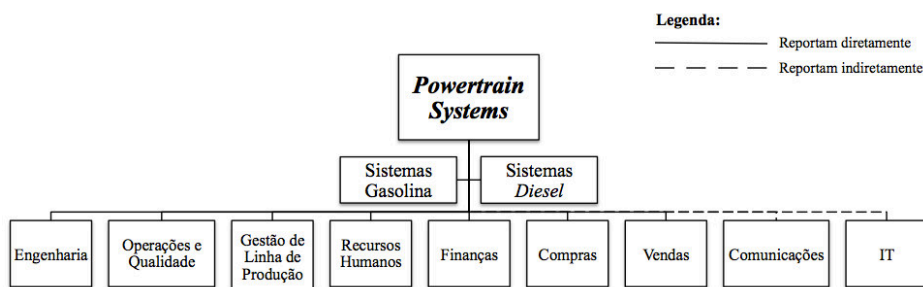 Legenda:
Reportam diretamente
Reportam indiretamente
Powertrain
Systems
Sistemas
Gasolina
Sistemas
Diesel
Engenharia
Operações e
Qualidade
Gestão de
Linha de
Produção
Recursos
Humanos
Finanças
Compras
Vendas
Comunicações
IT